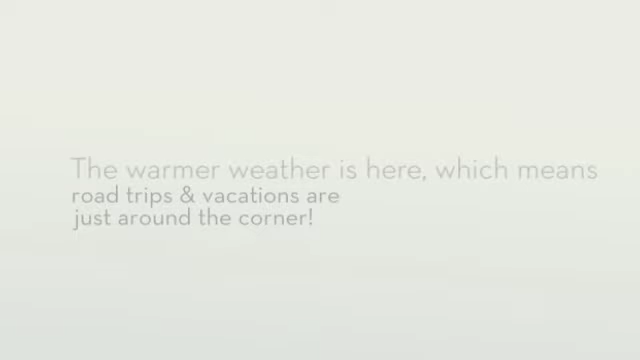 The warmer weather is here, which means
road trips & vacations are
just around the corner!